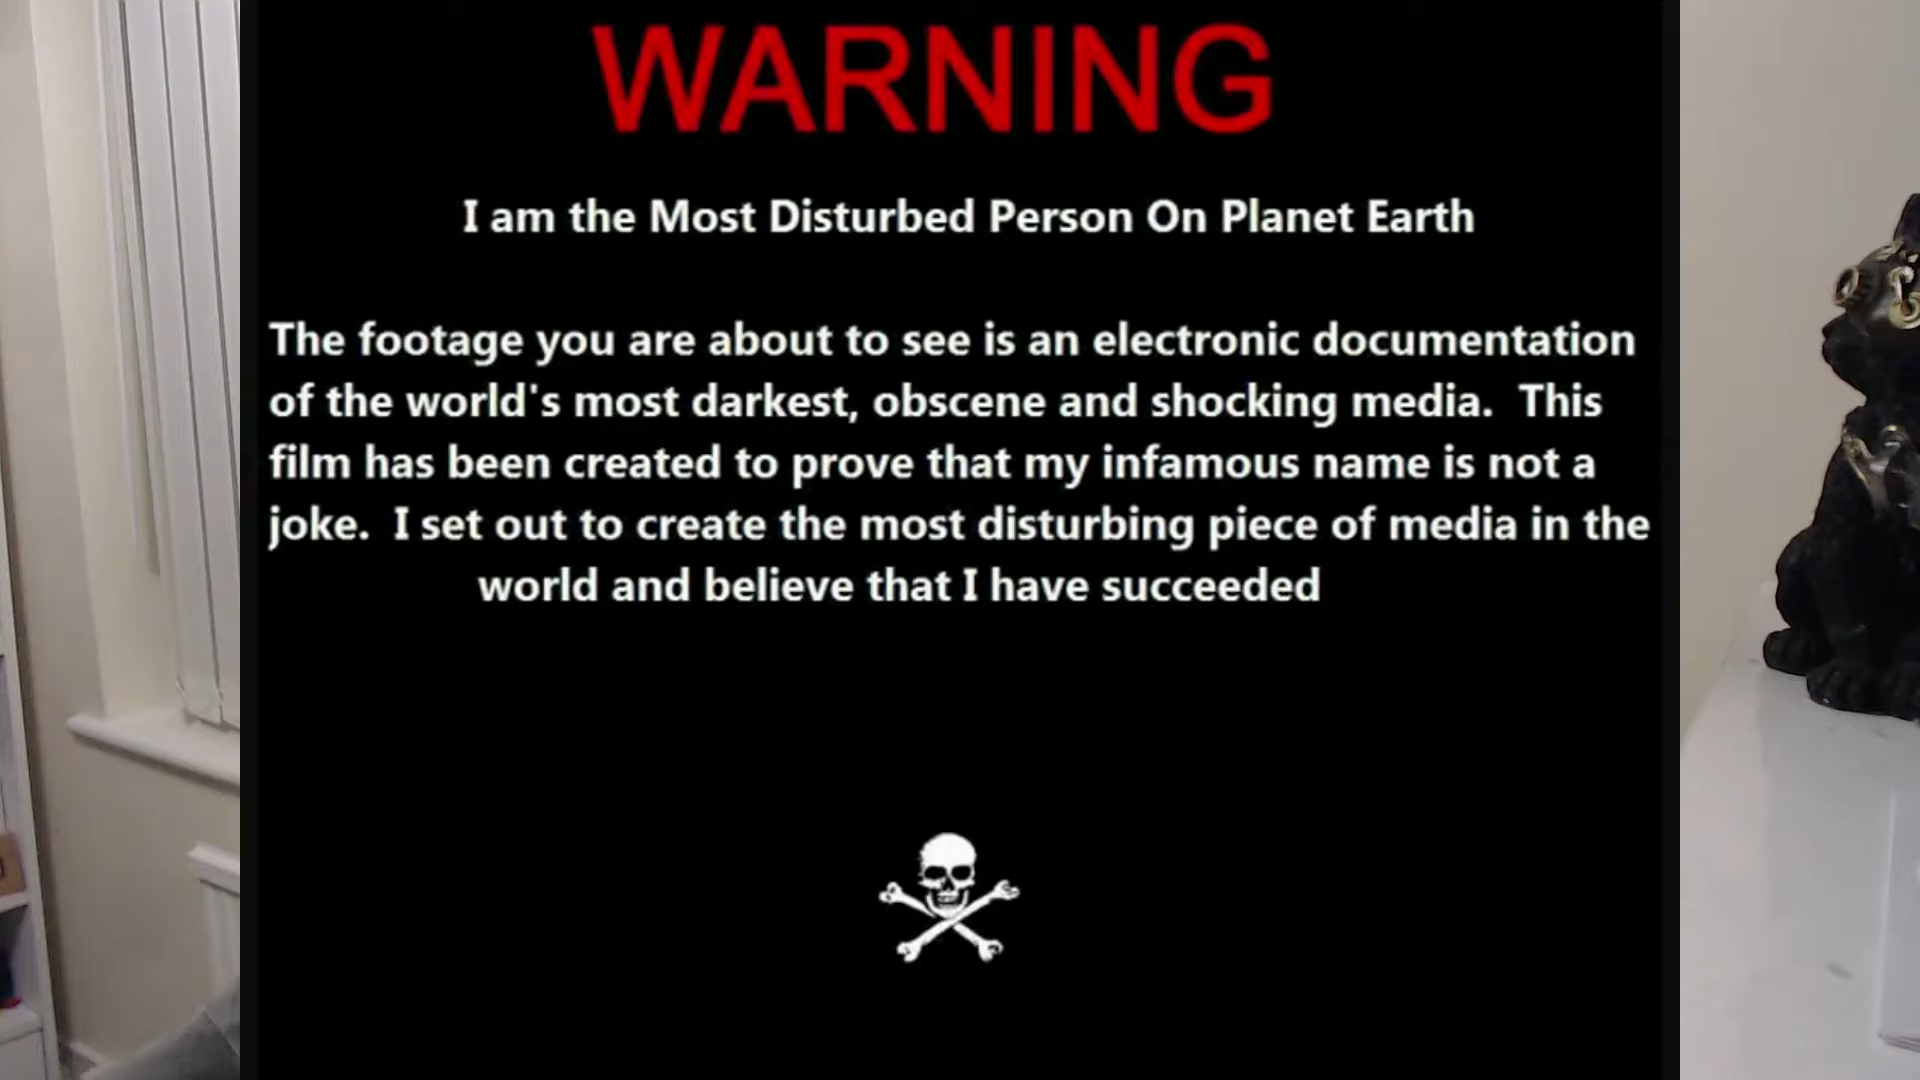 WARNING
I am the Most Disturbed Person On Planet Earth
The footage you are about to see is an electronic documentation
of the world's most darkest, obscene and shocking media.  This
film has been created to prove that my infamous name is not a
joke.  I set out to create the most disturbing piece of media in the
world and believe that I have succeeded